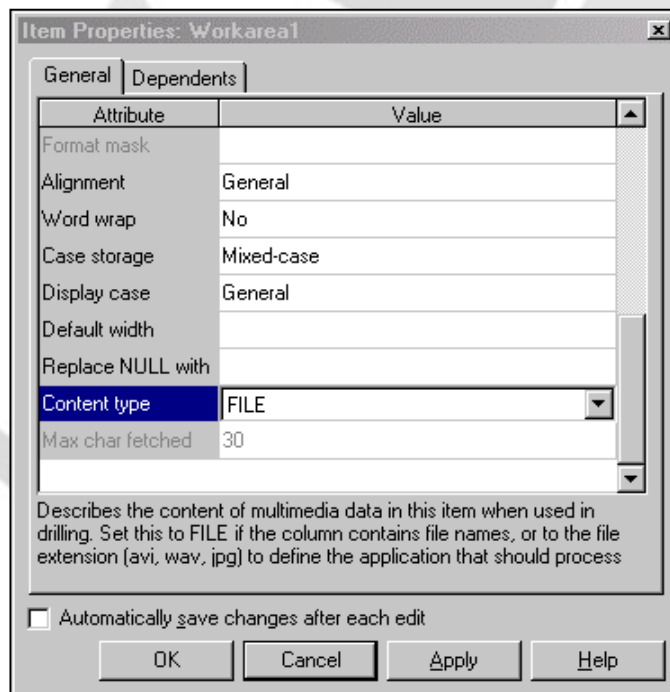 Item Properties: Workarea1
General Dependents
Attribute Value
Format mask
Alignment General
Word wrap No
Case storage Mixed-case
Display case General
Default width
Replace NULL with
Content type FILE
Max char fetched 30
Describes the content of multimedia data in this item when used in
drilling. Set this to FILE if the column contains file names, or to the file
extension (avi, wav, jpg) to define the application that should process
Automatically save changes after each edit
OK Cancel Apply Help